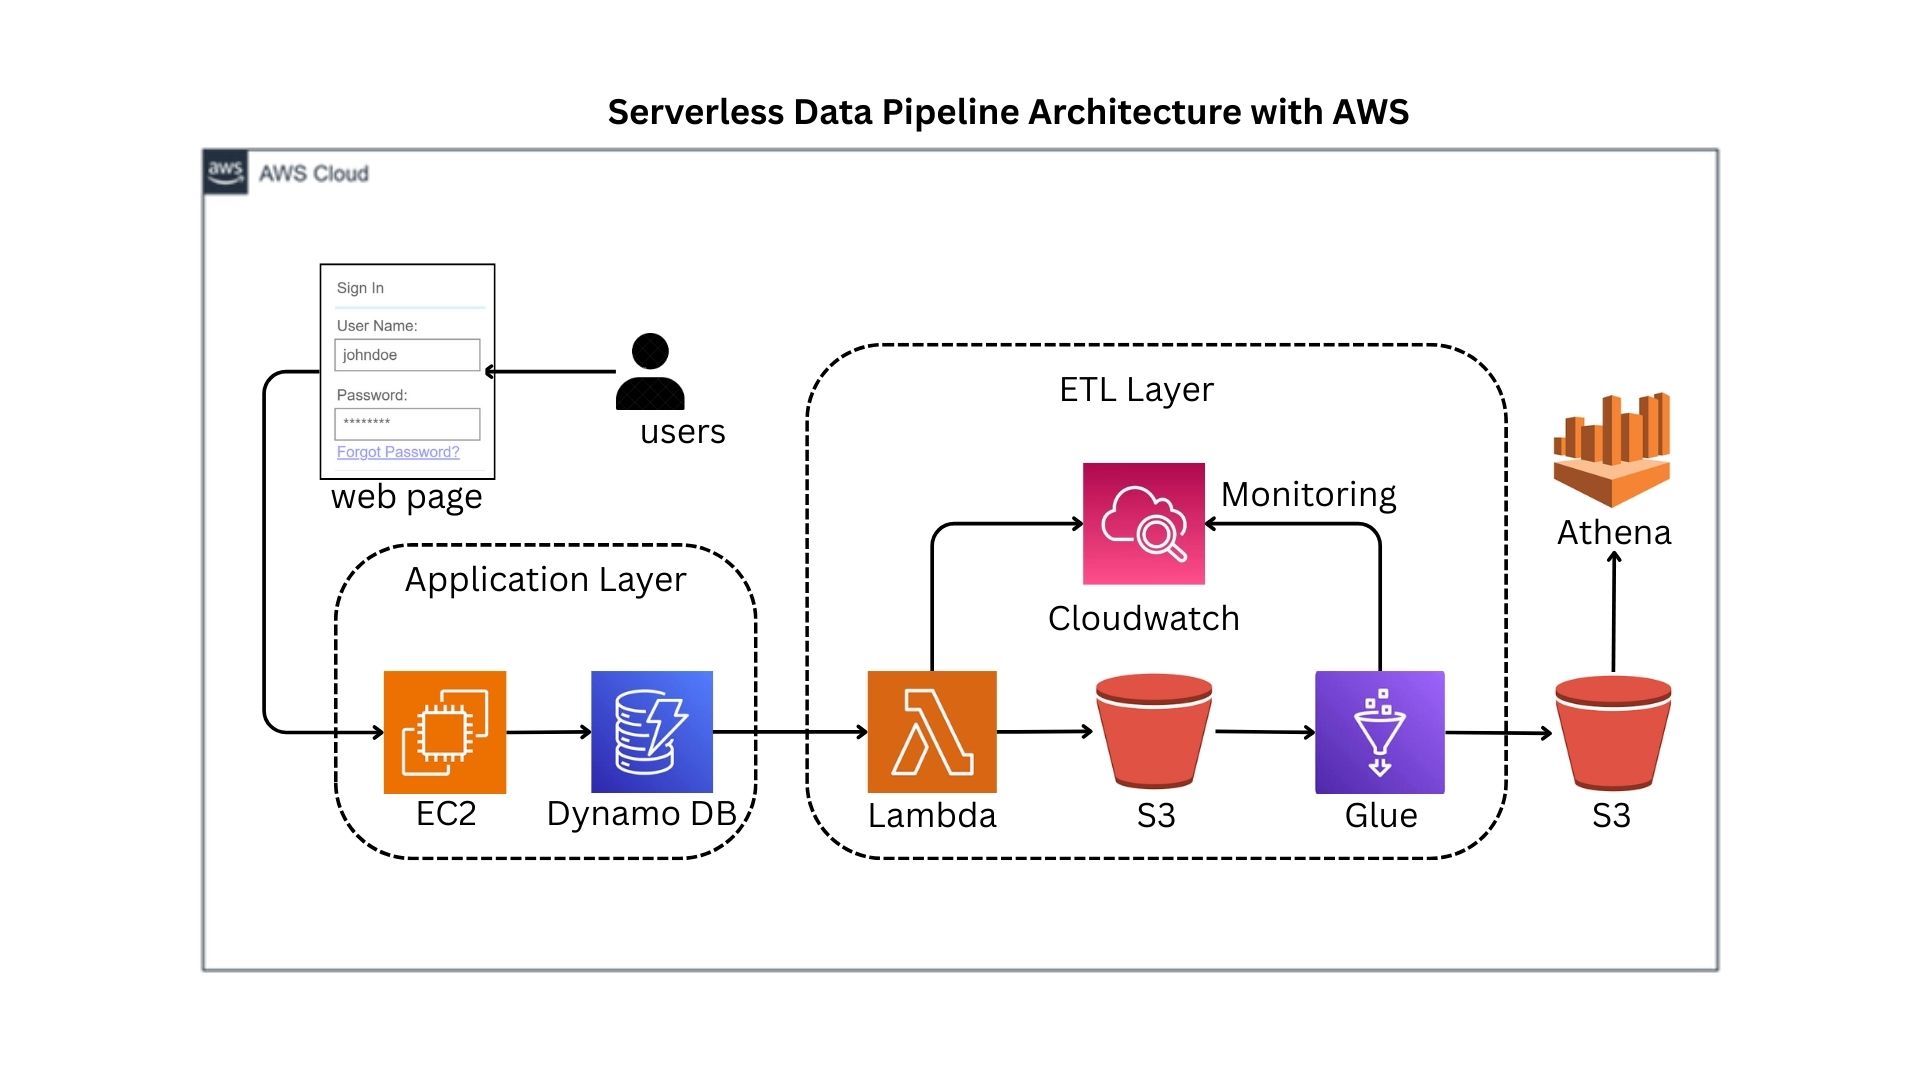 Serverless Data Pipeline Architecture with AWS
aws
AWS Cloud
Sign In
User Name:
johndoe
Password:
********
Forgot Password?
web page
users
Application Layer
EC2
Dynamo DB
ETL Layer
Monitoring
Cloudwatch
Lambda
S3
Glue
Athena
S3